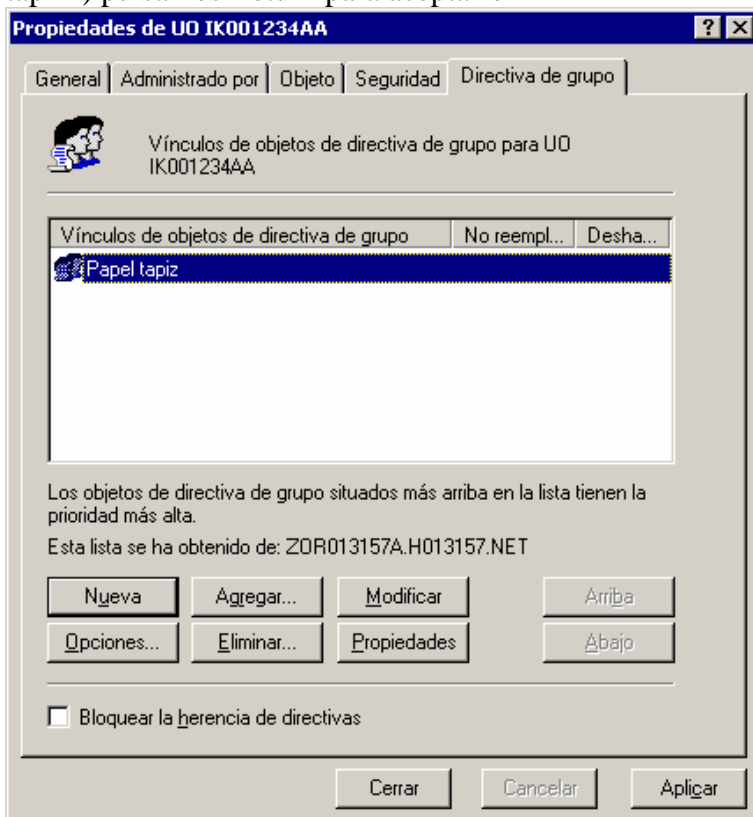 Propiedades de UO IK001234AA
General Administrado por Objeto Seguridad Directiva de grupo
Vínculos de objetos de directiva de grupo para UO
IK001234AA
Vínculos de objetos de directiva de grupo No reempl... Desha...
Papel tapiz
Los objetos de directiva de grupo situados más arriba en la lista tienen la
prioridad más alta.
Esta lista se ha obtenido de: ZOR013157A.H013157.NET
Nueva Agregar... Modificar Arriba
Opciones... Eliminar... Propiedades Abajo
Bloquear la herencia de directivas
Cerrar Cancelar Aplicar